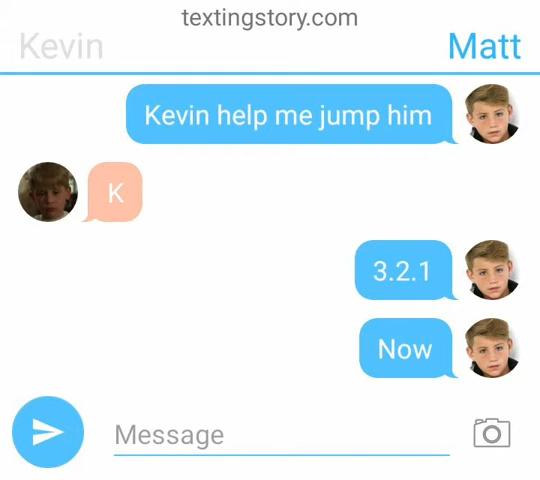 textingstory.com
Kevin
Matt
Kevin help me jump him
K
3.2.1
Now
Message